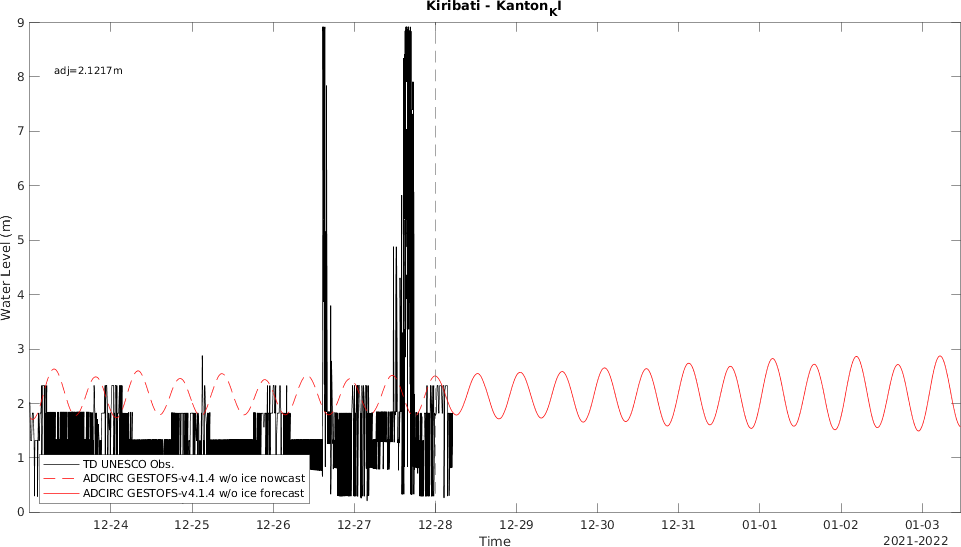 Kiribati - Kanton_KI
9
adj=2.1217m
8
7
6
5
4
3
2
1
0
Water Level (m)
TD UNESCO Obs.
ADCIRC GESTOFS-v4.1.4 w/o ice nowcast
ADCIRC GESTOFS-v4.1.4 w/o ice forecast
12-24 12-25 12-26 12-27 12-28 12-29 12-30 12-31 01-01 01-02 01-03
Time
2021-2022